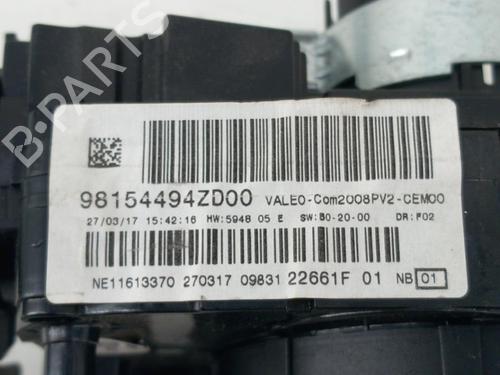 98154494ZD00 VALEO-Com2008PV2-CEM00
27/03/17 15:42:16 HW:5948 05 E SW:80-20-00 DR:F02
NE11613370 270317 09831 22661F 01 NB 01
B-PARTS